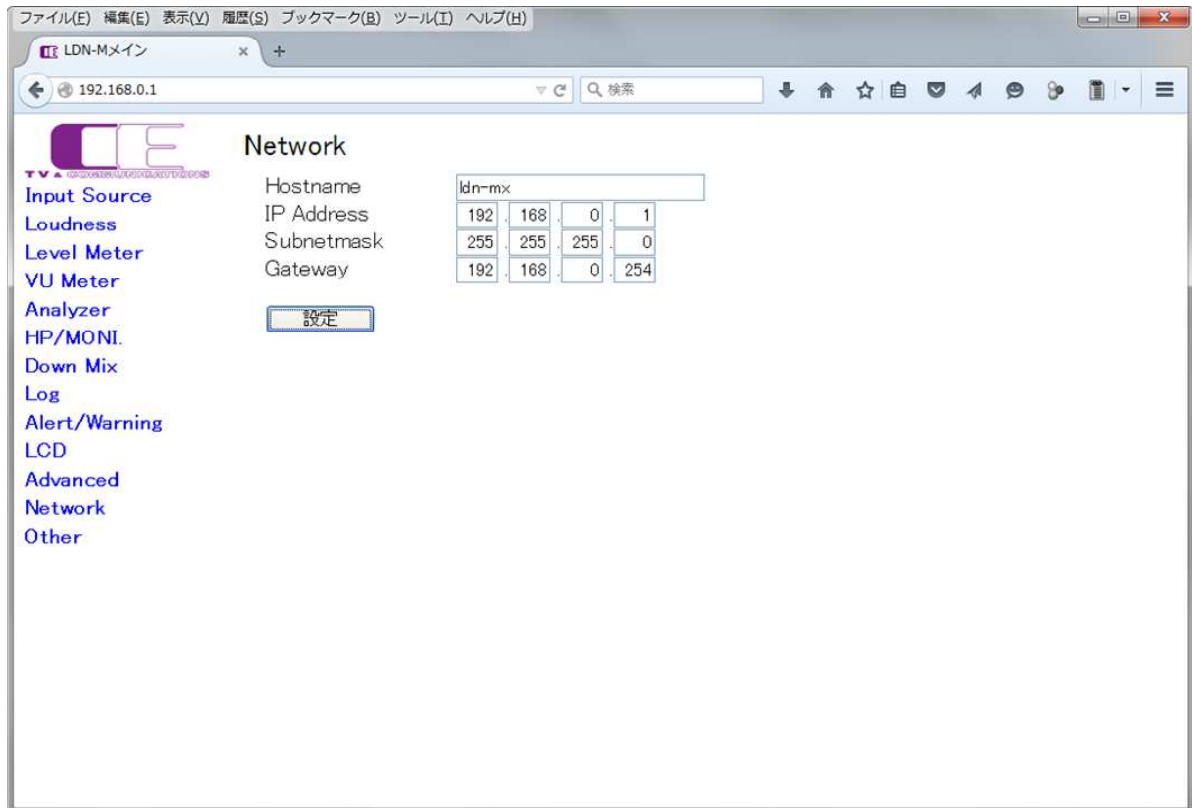 ファイル(F) 編集(E) 表示(V) 履歴(S) ブックマーク(B) ツール(T) ヘルプ(H)
LDN-Mメイン
192.168.0.1
検索
TV & COMMUNICATIONS
Input Source
Loudness
Level Meter
VU Meter
Analyzer
HP/MONI.
Down Mix
Log
Alert/Warning
LCD
Advanced
Network
Other
Network
Hostname ldn-mx
IP Address 192 . 168 . 0 . 1
Subnetmask 255 . 255 . 255 . 0
Gateway 192 . 168 . 0 . 254
設定